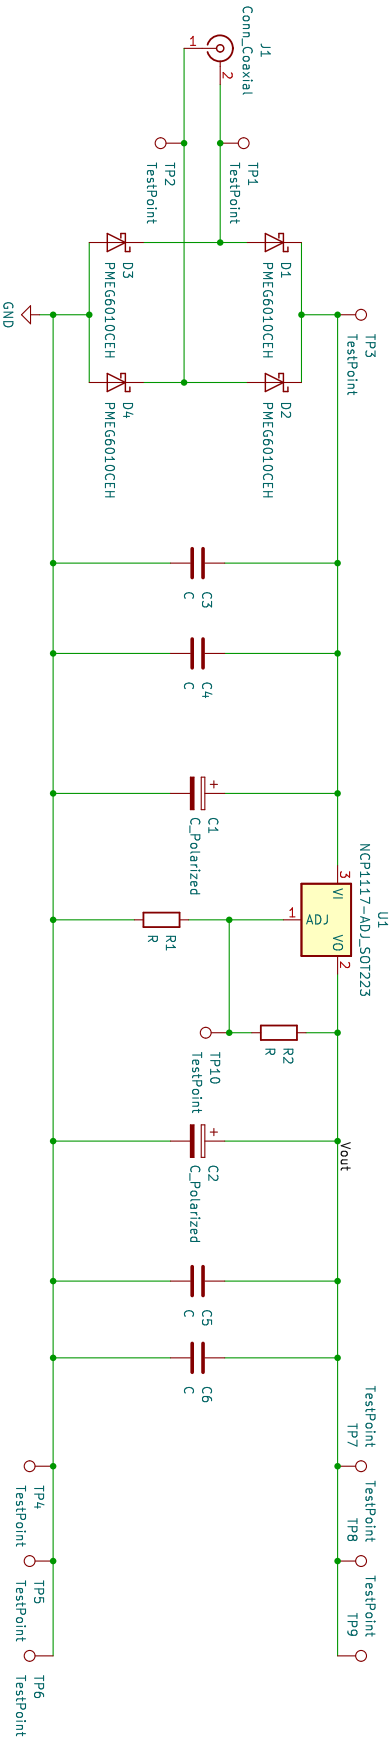 J1
Conn_Coaxial
1
2
TP1
TestPoint
TP2
TestPoint
TP3
TestPoint
D1
PMEG6010CEH
D3
PMEG6010CEH
D2
PMEG6010CEH
D4
PMEG6010CEH
GND
C3
C
C4
C
C1
C_Polarized
+
U1
NCP1117-ADJ_SOT223
3
VI
VO
2
ADJ
1
R1
R
R2
R
TP10
TestPoint
Vout
C2
C_Polarized
+
C5
C
C6
C
TestPoint
TP7
TestPoint
TP8
TestPoint
TP9
TP4
TestPoint
TP5
TestPoint
TP6
TestPoint